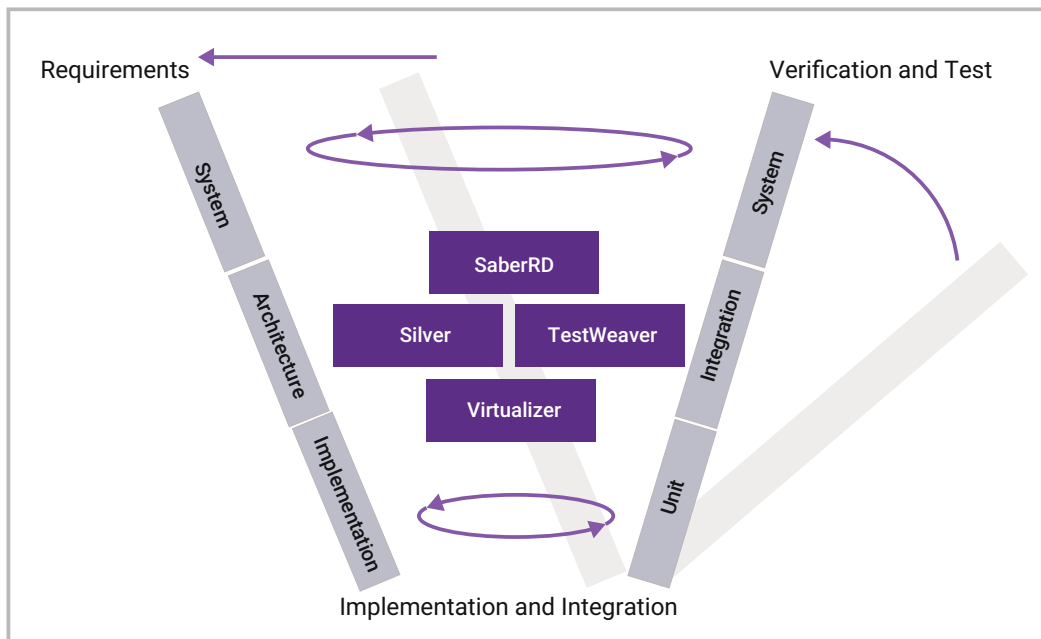 Requirements
Verification and Test
System
Architecture
Implementation
SaberRD
Silver
TestWeaver
Virtualizer
System
Integration
Unit
Implementation and Integration